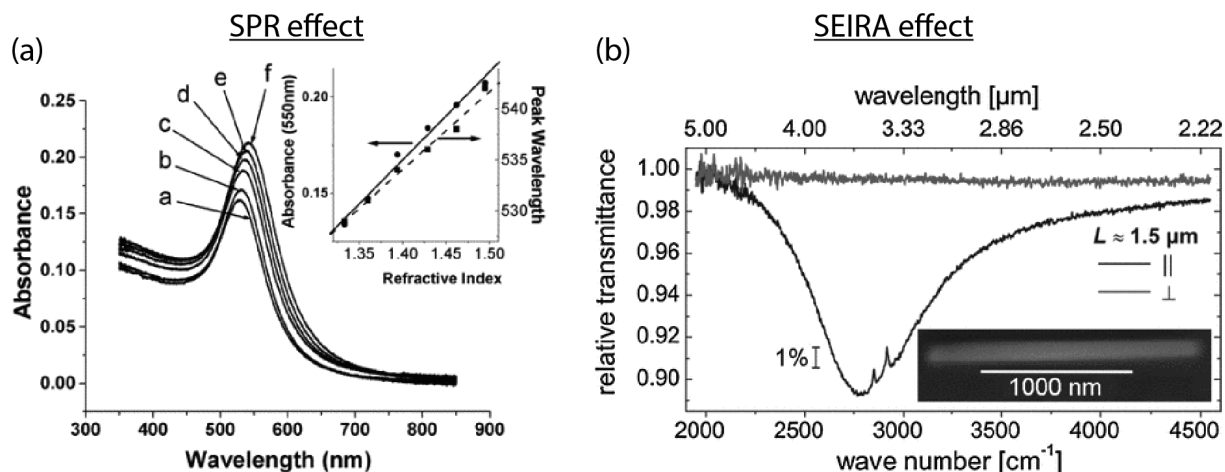 SPR effect
(a)
a
b
c
d
e
f
0.25
0.20
0.15
0.10
0.05
0.00
Absorbance
300 400 500 600 700 800 900
Wavelength (nm)
0.20
0.15
Absorbance (550nm)
540
535
530
Peak Wavelength
1.35 1.40 1.45 1.50
Refractive Index
SEIRA effect
(b)
wavelength [µm]
5.00 4.00 3.33 2.86 2.50 2.22
1.00
0.98
0.96
0.94
0.92
0.90
relative transmittance
L ≈ 1.5 µm
||
⊥
1%
1000 nm
2000 2500 3000 3500 4000 4500
wave number [cm⁻¹]